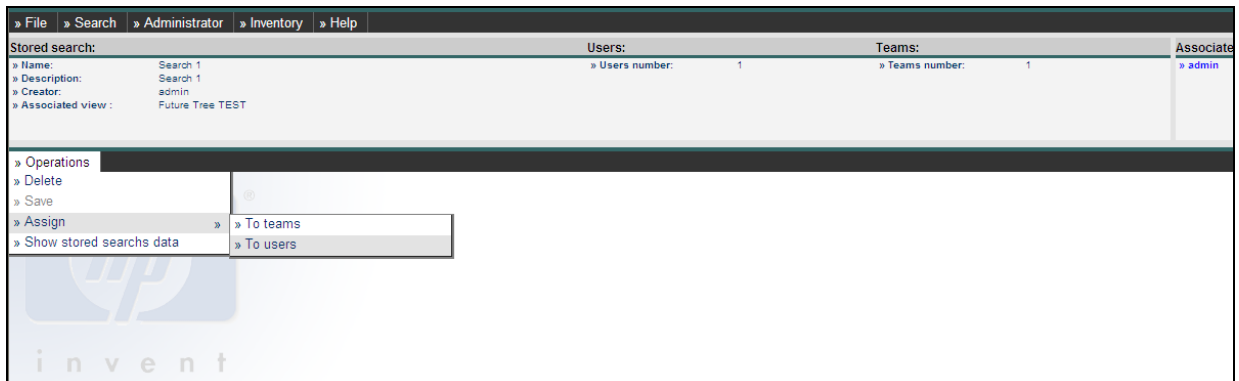 » File » Search » Administrator » Inventory » Help
Stored search: Users: Teams: Associate
» Name: Search 1 » Users number: 1 » Teams number: 1 » admin
» Description: Search 1
» Creator: admin
» Associated view : Future Tree TEST
» Operations
» Delete
» Save
®
» Assign » » To teams
» Show stored searchs data » To users
hp
invent